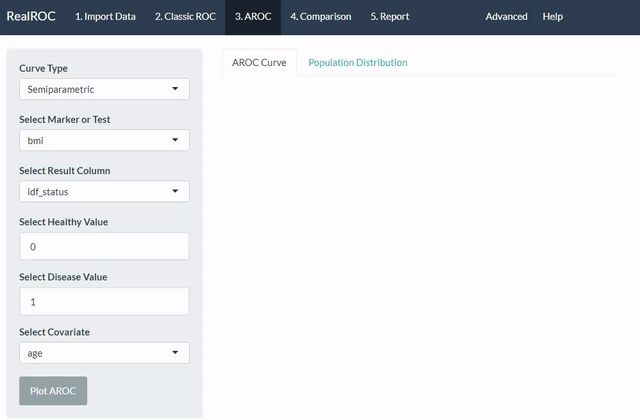 RealROC 1. Import Data 2. Classic ROC 3. AROC 4. Comparison 5. Report Advanced Help
AROC Curve Population Distribution
Curve Type
Semiparametric
Select Marker or Test
bmi
Select Result Column
idf_status
Select Healthy Value
0
Select Disease Value
1
Select Covariate
age
Plot AROC